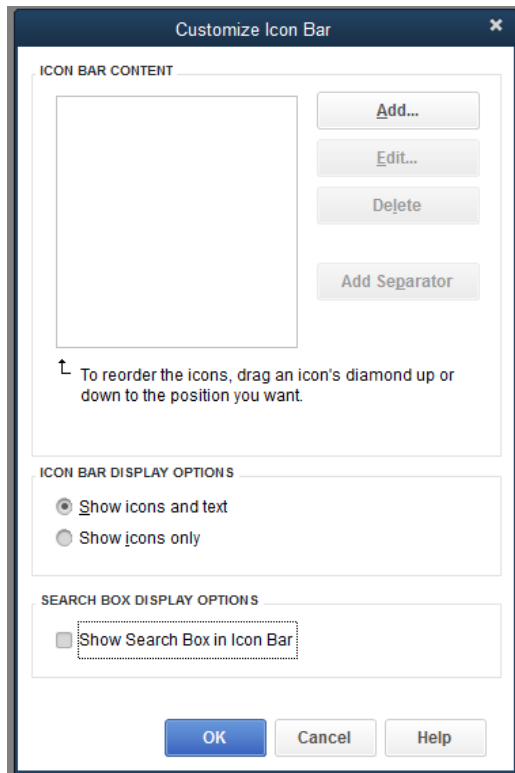 Customize Icon Bar
ICON BAR CONTENT
Add...
Edit...
Delete
Add Separator
To reorder the icons, drag an icon's diamond up or
down to the position you want.
ICON BAR DISPLAY OPTIONS
Show icons and text
Show icons only
SEARCH BOX DISPLAY OPTIONS
Show Search Box in Icon Bar
OK
Cancel
Help